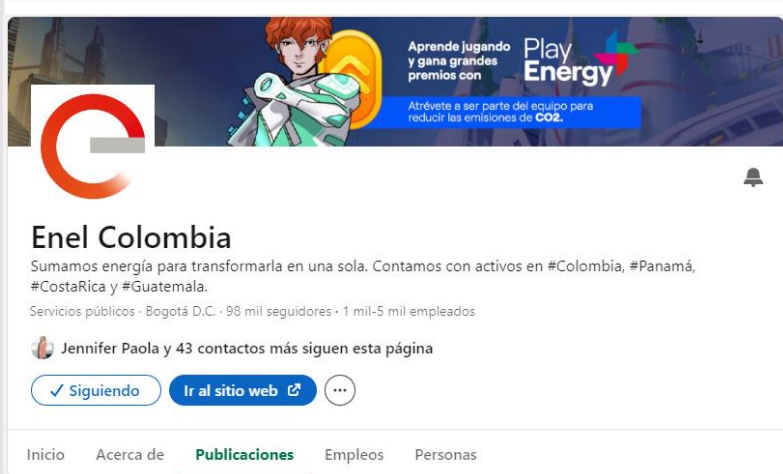 Aprende jugando
y gana grandes
premios con
Play
Energy
Atrévete a ser parte del equipo para
reducir las emisiones de CO2.
Enel Colombia
Sumamos energía para transformarla en una sola. Contamos con activos en #Colombia, #Panamá,
#CostaRica y #Guatemala.
Servicios públicos · Bogotá D.C. · 98 mil seguidores · 1 mil-5 mil empleados
Jennifer Paola y 43 contactos más siguen esta página
✓ Siguiendo Ir al sitio web ···
Inicio Acerca de Publicaciones Empleos Personas